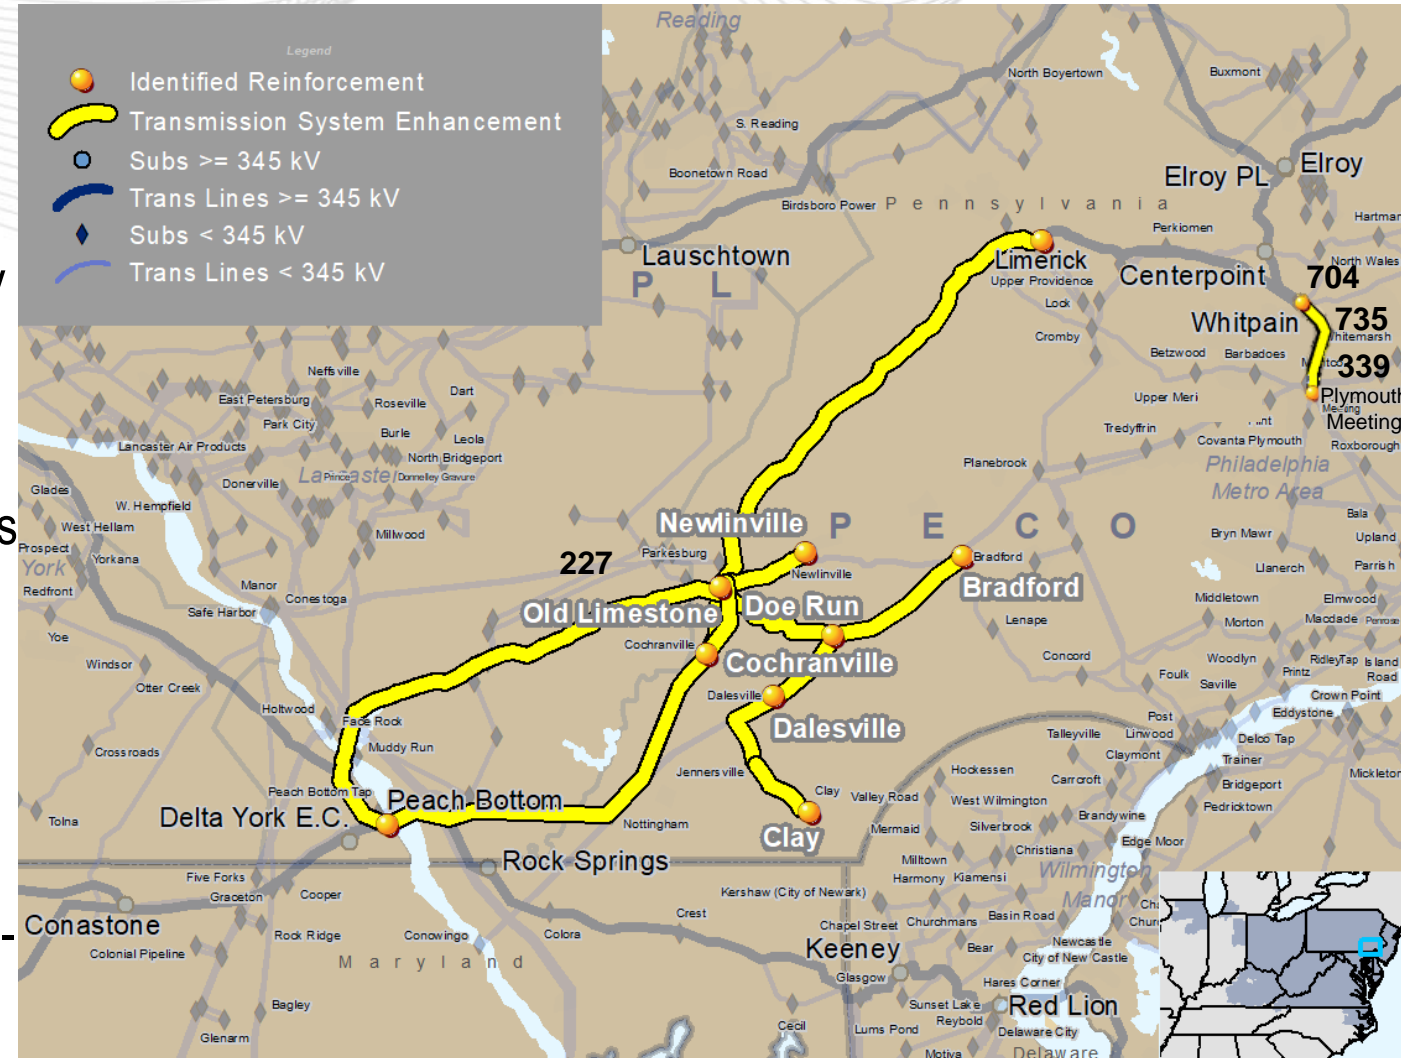 Legend
Identified Reinforcement
Transmission System Enhancement
Subs >= 345 kV
Trans Lines >= 345 kV
Subs < 345 kV
Trans Lines < 345 kV
Reading
North Boyertown
Buxmont
S. Reading
Boonetown Road
Elroy PL
Elroy
Birdsboro Power
Pennsylvania
Hartman
Perkiomen
Lauschtown
Limerick
North Wales
P L
Upper Providence
Centerpoint
704
Lock
Whitpain
735
Cromby
Whitemarsh
Betzwood
Barbadoes
339
Neffsville
Dart
Plymouth
Meeting
East Petersburg
Roseville
Upper Meri
Park City
Burle
Leola
Tredyffrin
Covanta Plymouth
Roxborough
Lancaster Air Products
North Bridgeport
Planebrook
Philadelphia
Metro Area
Lancaster
Prince
Donnelley Gravure
Donnerville
Glades
W. Hempfield
West Hellam
Millwood
Newlinville
P E C O
Bala
Bryn Mawr
Upland
s
Prospect
Yorkana
227
Parkesburg
Bradford
York
Newlinville
Bradford
Llanerch
Parrish
Redfront
Manor
Conestoga
Safe Harbor
Old Limestone
Doe Run
Middletown
Elmwood
Morton
Macdade
Penrose
Yoe
Cochranville
Lenape
Windsor
Cochranville
Concord
Woodlyn
RidleyTap
Island
Road
Otter Creek
Dalesville
Foulk
Printz
Saville
Crown Point
Holtwood
Face Rock
Dalesville
Post
Eddystone
Crossroads
Muddy Run
Talleyville
Linwood
Delco Tap
Claymont
Trainer
Jennersville
Hockessen
Carrcroft
Bridgeport
Mickleton
Peach Bottom Tap
Peach Bottom
Clay
Valley Road
West Wilmington
Pedricktown
Delta York E.C.
Tolna
Nottingham
Clay
Mermaid
Silverbrook
Brandywine
Rock Springs
Christiana
Edge Moor
Milltown
Wilmington
Manor
Five Forks
Harmony
Kiamensi
Graceton
Cooper
Kershaw (City of Newark)
Conastone
Crest
Chapel Street
Churchmans
Basin Road
-
Rock Ridge
Conowingo
Colora
Keeney
Bear
Newcastle
City of New Castle
Colonial Pipeline
Maryland
Glasgow
Hares Corner
Bagley
Sunset Lake
Red Lion
Reybold
Glenarm
Cecil
Lums Pond
Delaware City
Motiva
Delaware